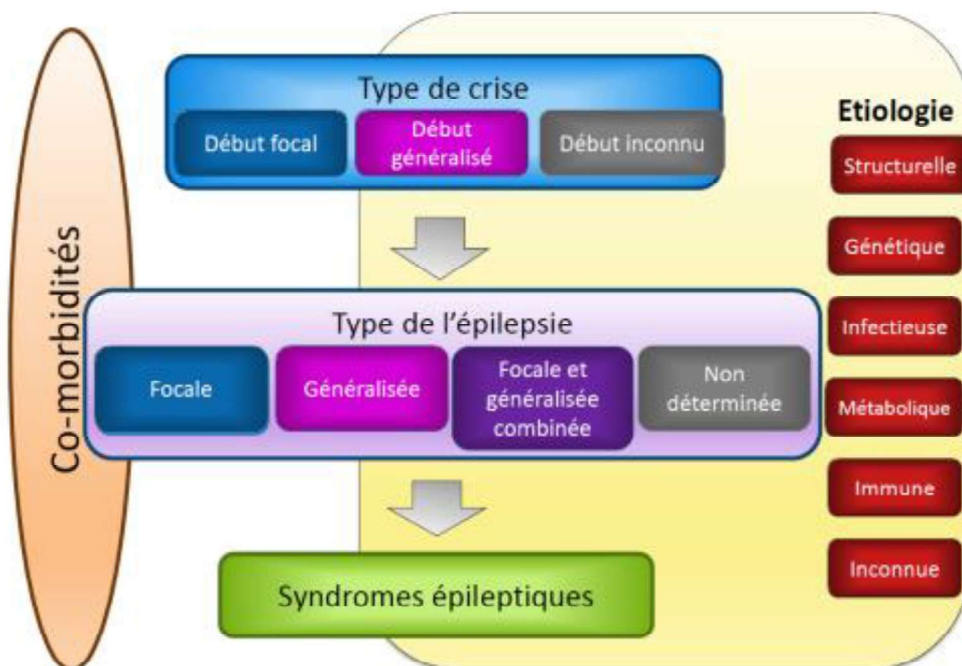 Co-morbidités
Type de crise
Début focal
Début
généralisé
Début inconnu
Type de l'épilepsie
Focale
Généralisée
Focale et
généralisée
combinée
Non
déterminée
Syndromes épileptiques
Etiologie
Structurelle
Génétique
Infectieuse
Métabolique
Immune
Inconnue